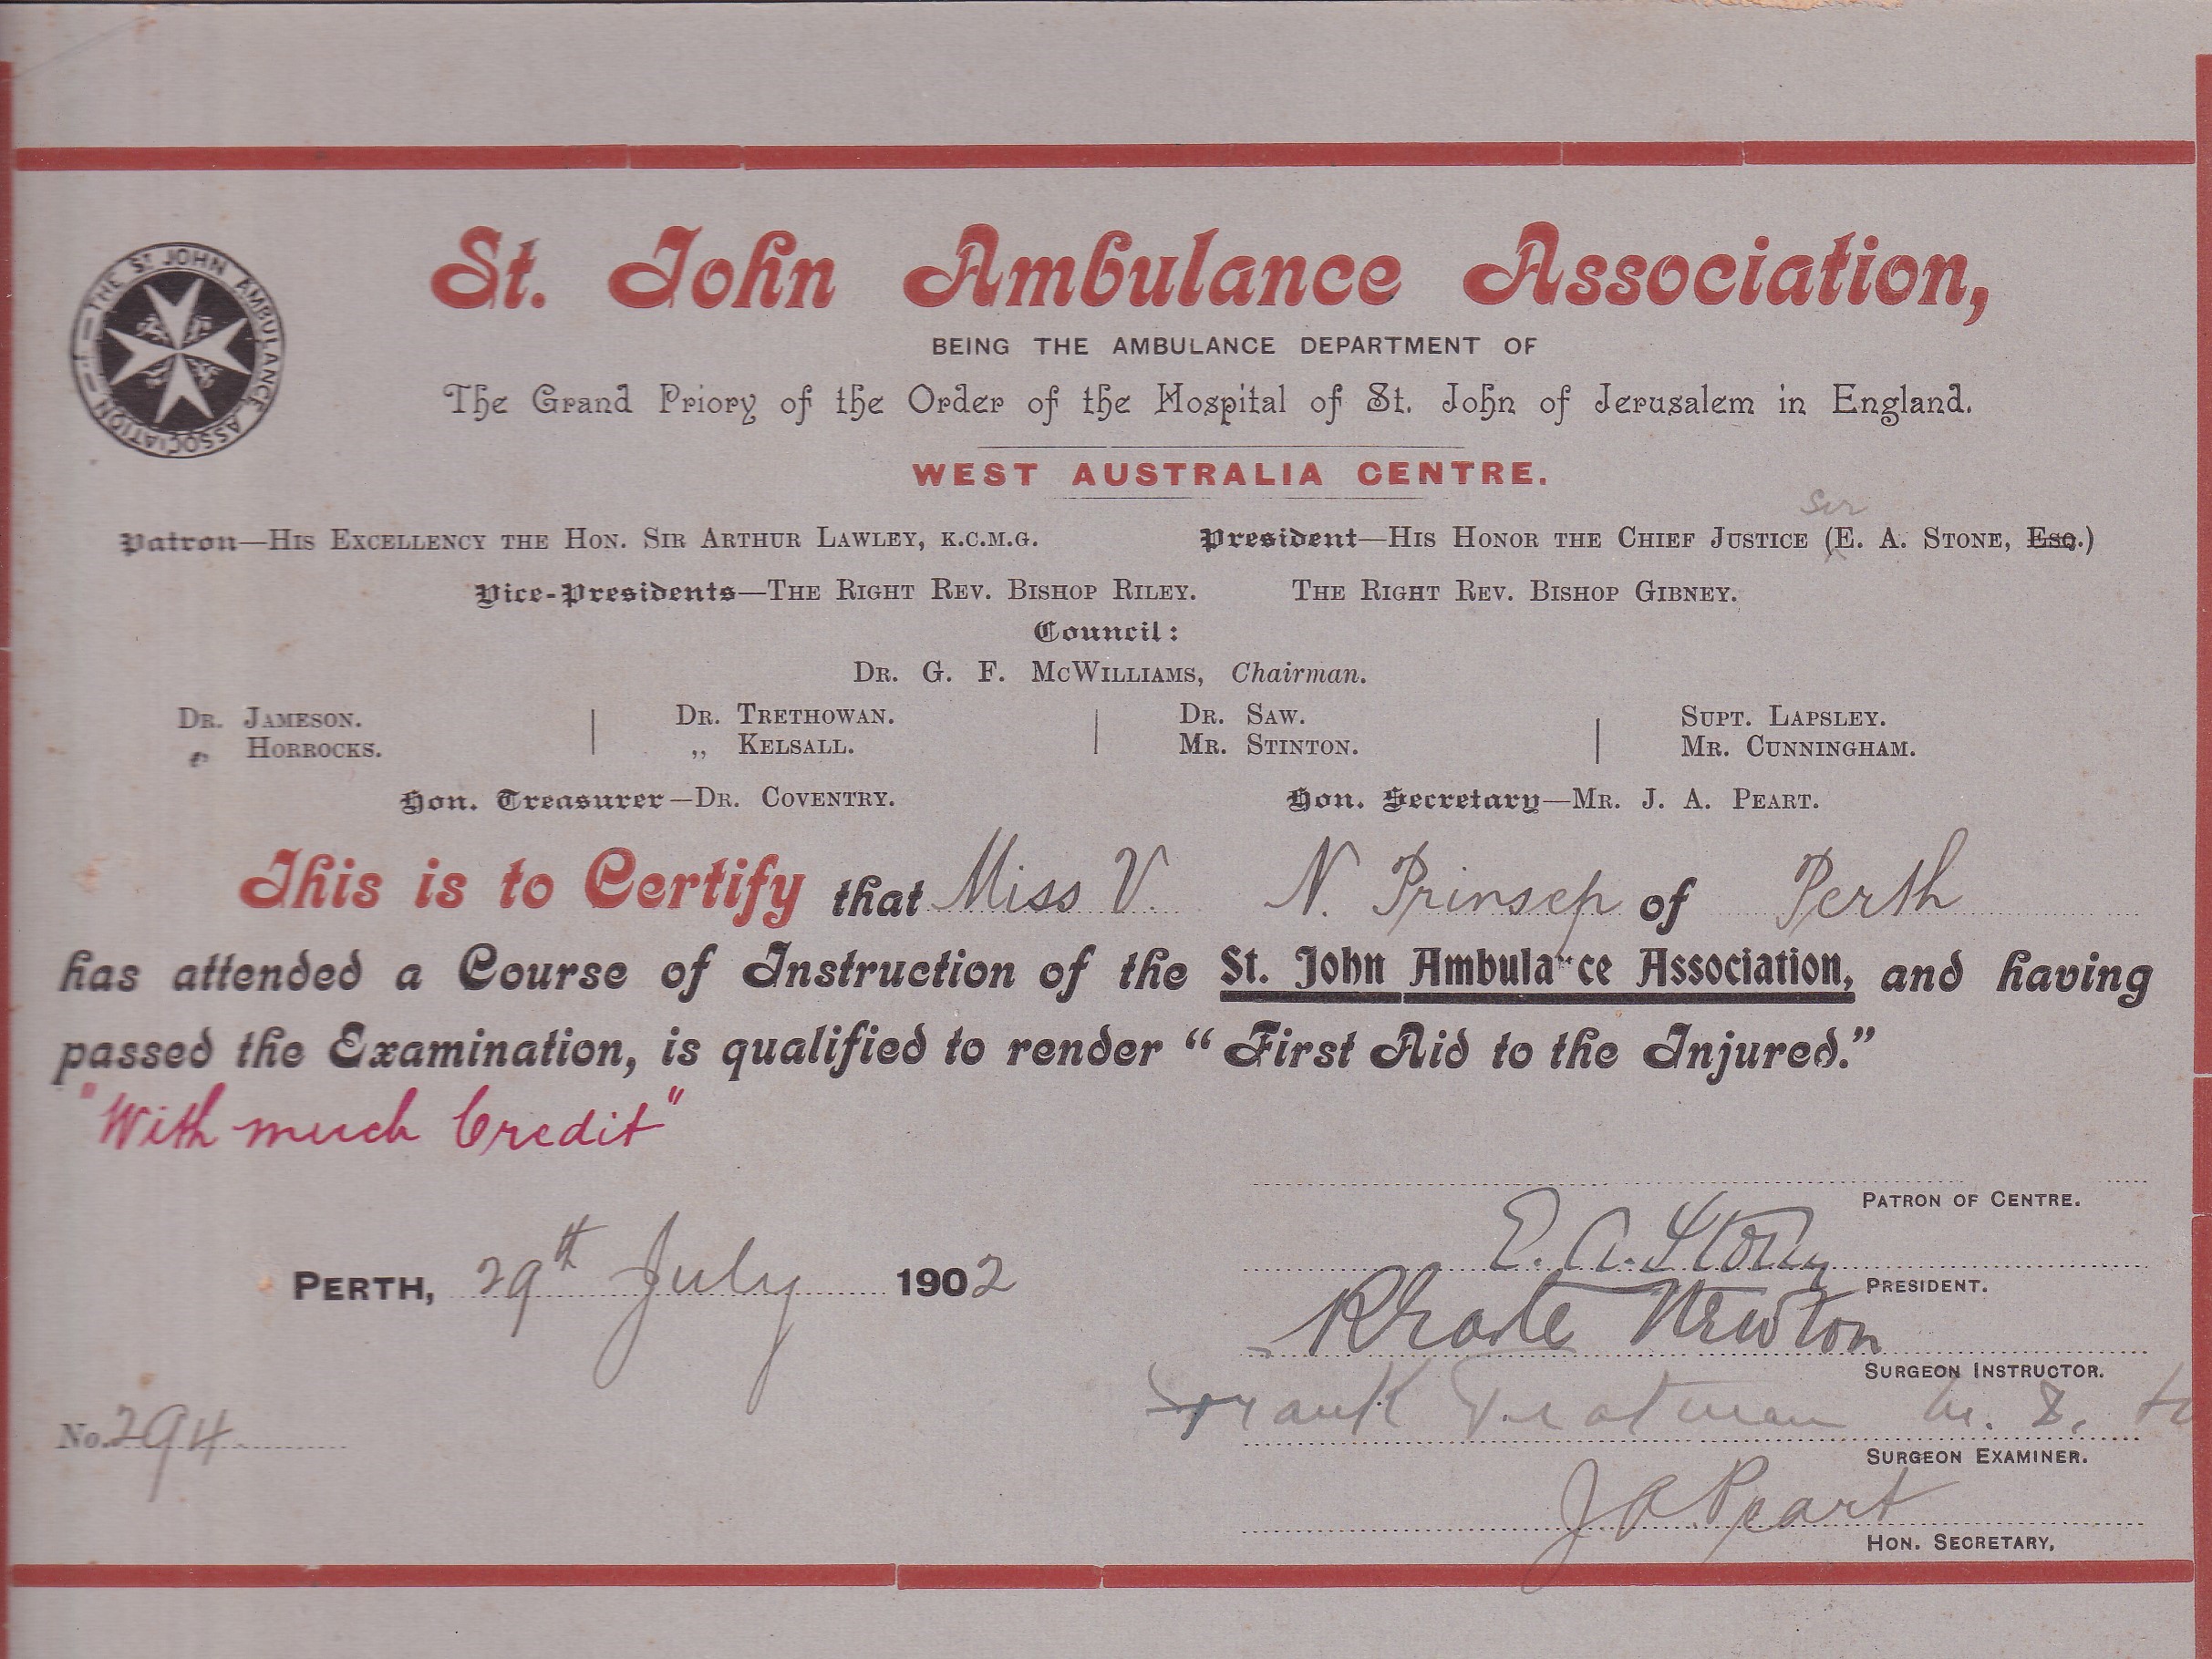 THE ST JOHN AMBULANCE ASSOCIATION
St. John Ambulance Association,
BEING THE AMBULANCE DEPARTMENT OF
The Grand Priory of the Order of the Hospital of St. John of Jerusalem in England.
WEST AUSTRALIA CENTRE.
Sir
Patron—HIS EXCELLENCY THE HON. SIR ARTHUR LAWLEY, K.C.M.G. President—HIS HONOR THE CHIEF JUSTICE (E. A. STONE, ESQ.)
Vice-Presidents—THE RIGHT REV. BISHOP RILEY. THE RIGHT REV. BISHOP GIBNEY.
Council:
DR. G. F. MCWILLIAMS, Chairman.
DR. JAMESON. DR. TRETHOWAN. DR. SAW. SUPT. LAPSLEY.
„ HORROCKS. „ KELSALL. MR. STINTON. MR. CUNNINGHAM.
Hon. Treasurer—DR. COVENTRY. Hon. Secretary—MR. J. A. PEART.
This is to Certify that Miss V. N. Prinsep of Perth
has attended a Course of Instruction of the St. John Ambulance Association, and having
passed the Examination, is qualified to render "First Aid to the Injured."
"With much Credit"
PATRON OF CENTRE.
E. A. Stone
PERTH, 29th July 1902
PRESIDENT.
Newton
SURGEON INSTRUCTOR.
Frank Tratman M.D.
No. 294
SURGEON EXAMINER.
J A Peart
HON. SECRETARY,